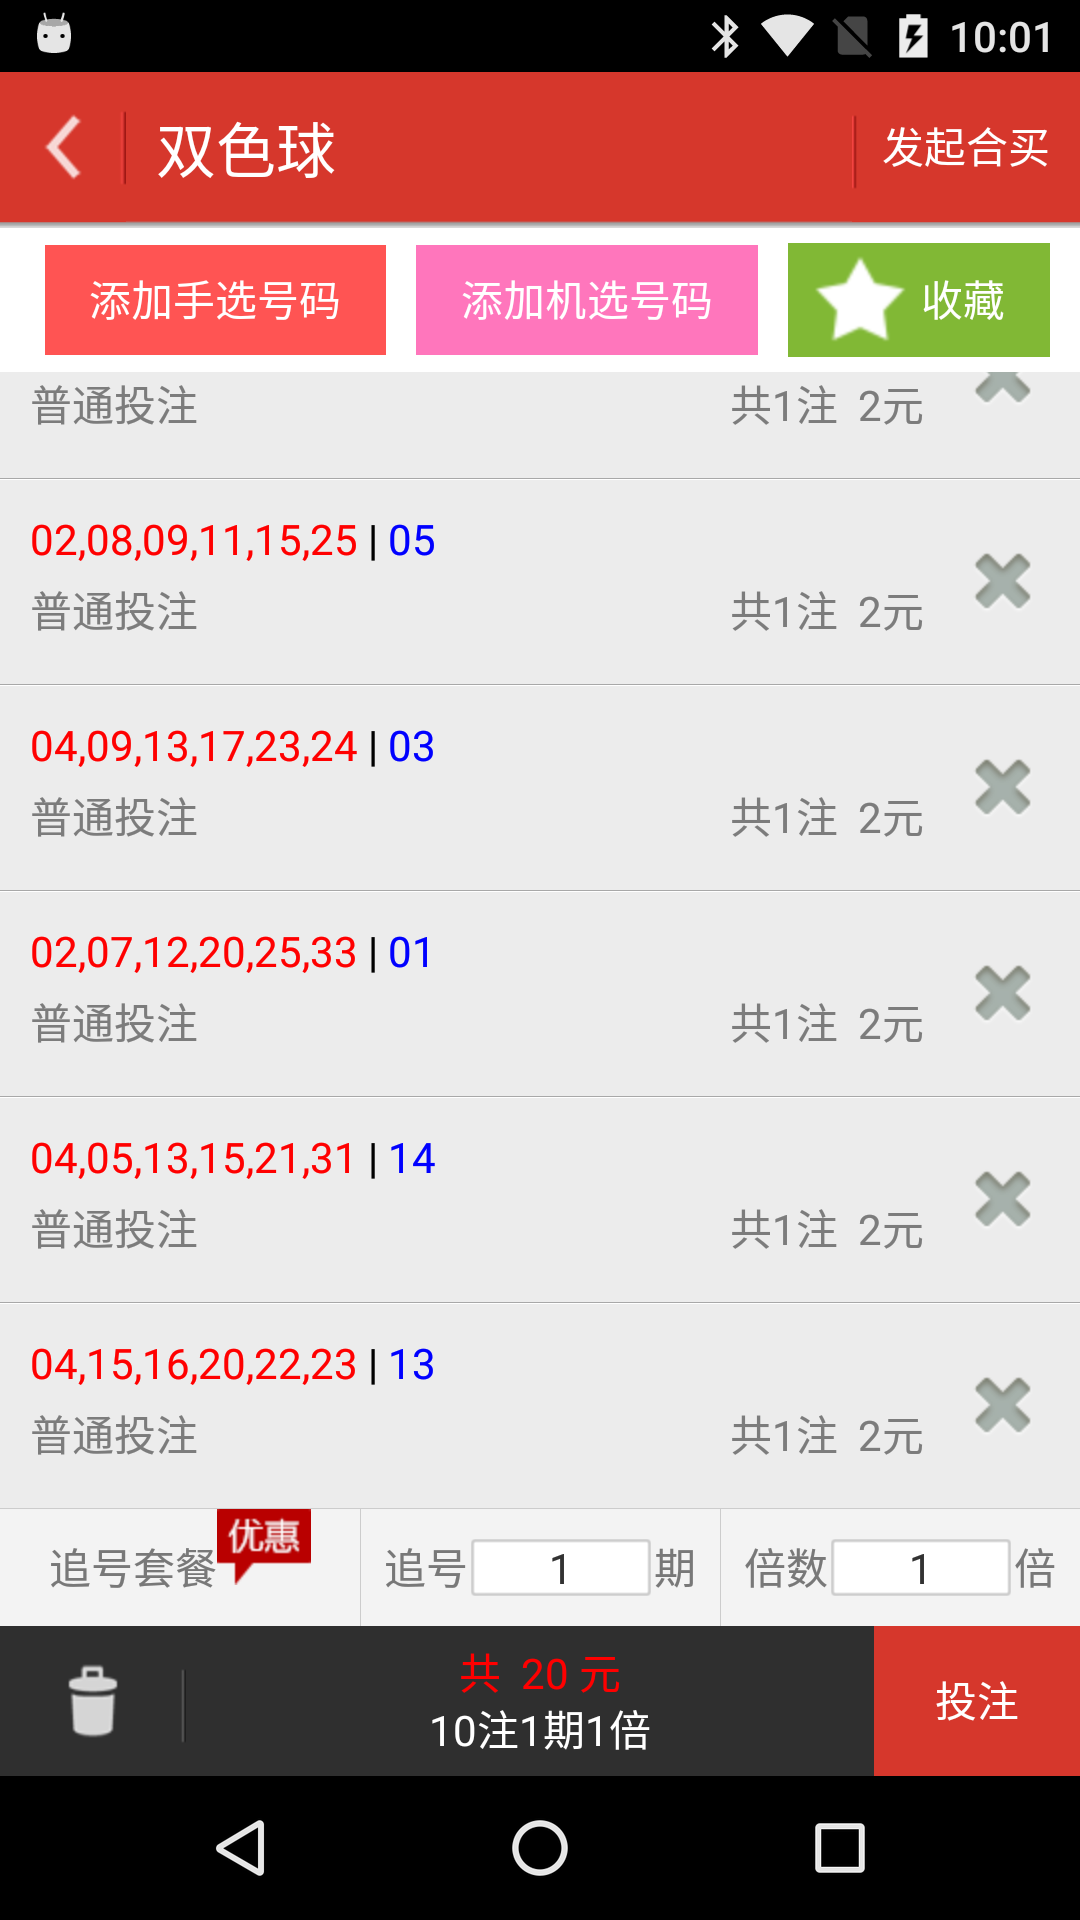 10:01
双色球 发起合买
添加手选号码 添加机选号码 收藏
普通投注 共1注 2元
02,08,09,11,15,25 | 05
普通投注 共1注 2元
04,09,13,17,23,24 | 03
普通投注 共1注 2元
02,07,12,20,25,33 | 01
普通投注 共1注 2元
04,05,13,15,21,31 | 14
普通投注 共1注 2元
04,15,16,20,22,23 | 13
普通投注 共1注 2元
追号套餐 优惠 追号 1 期 倍数 1 倍
共 20 元
10注1期1倍
投注